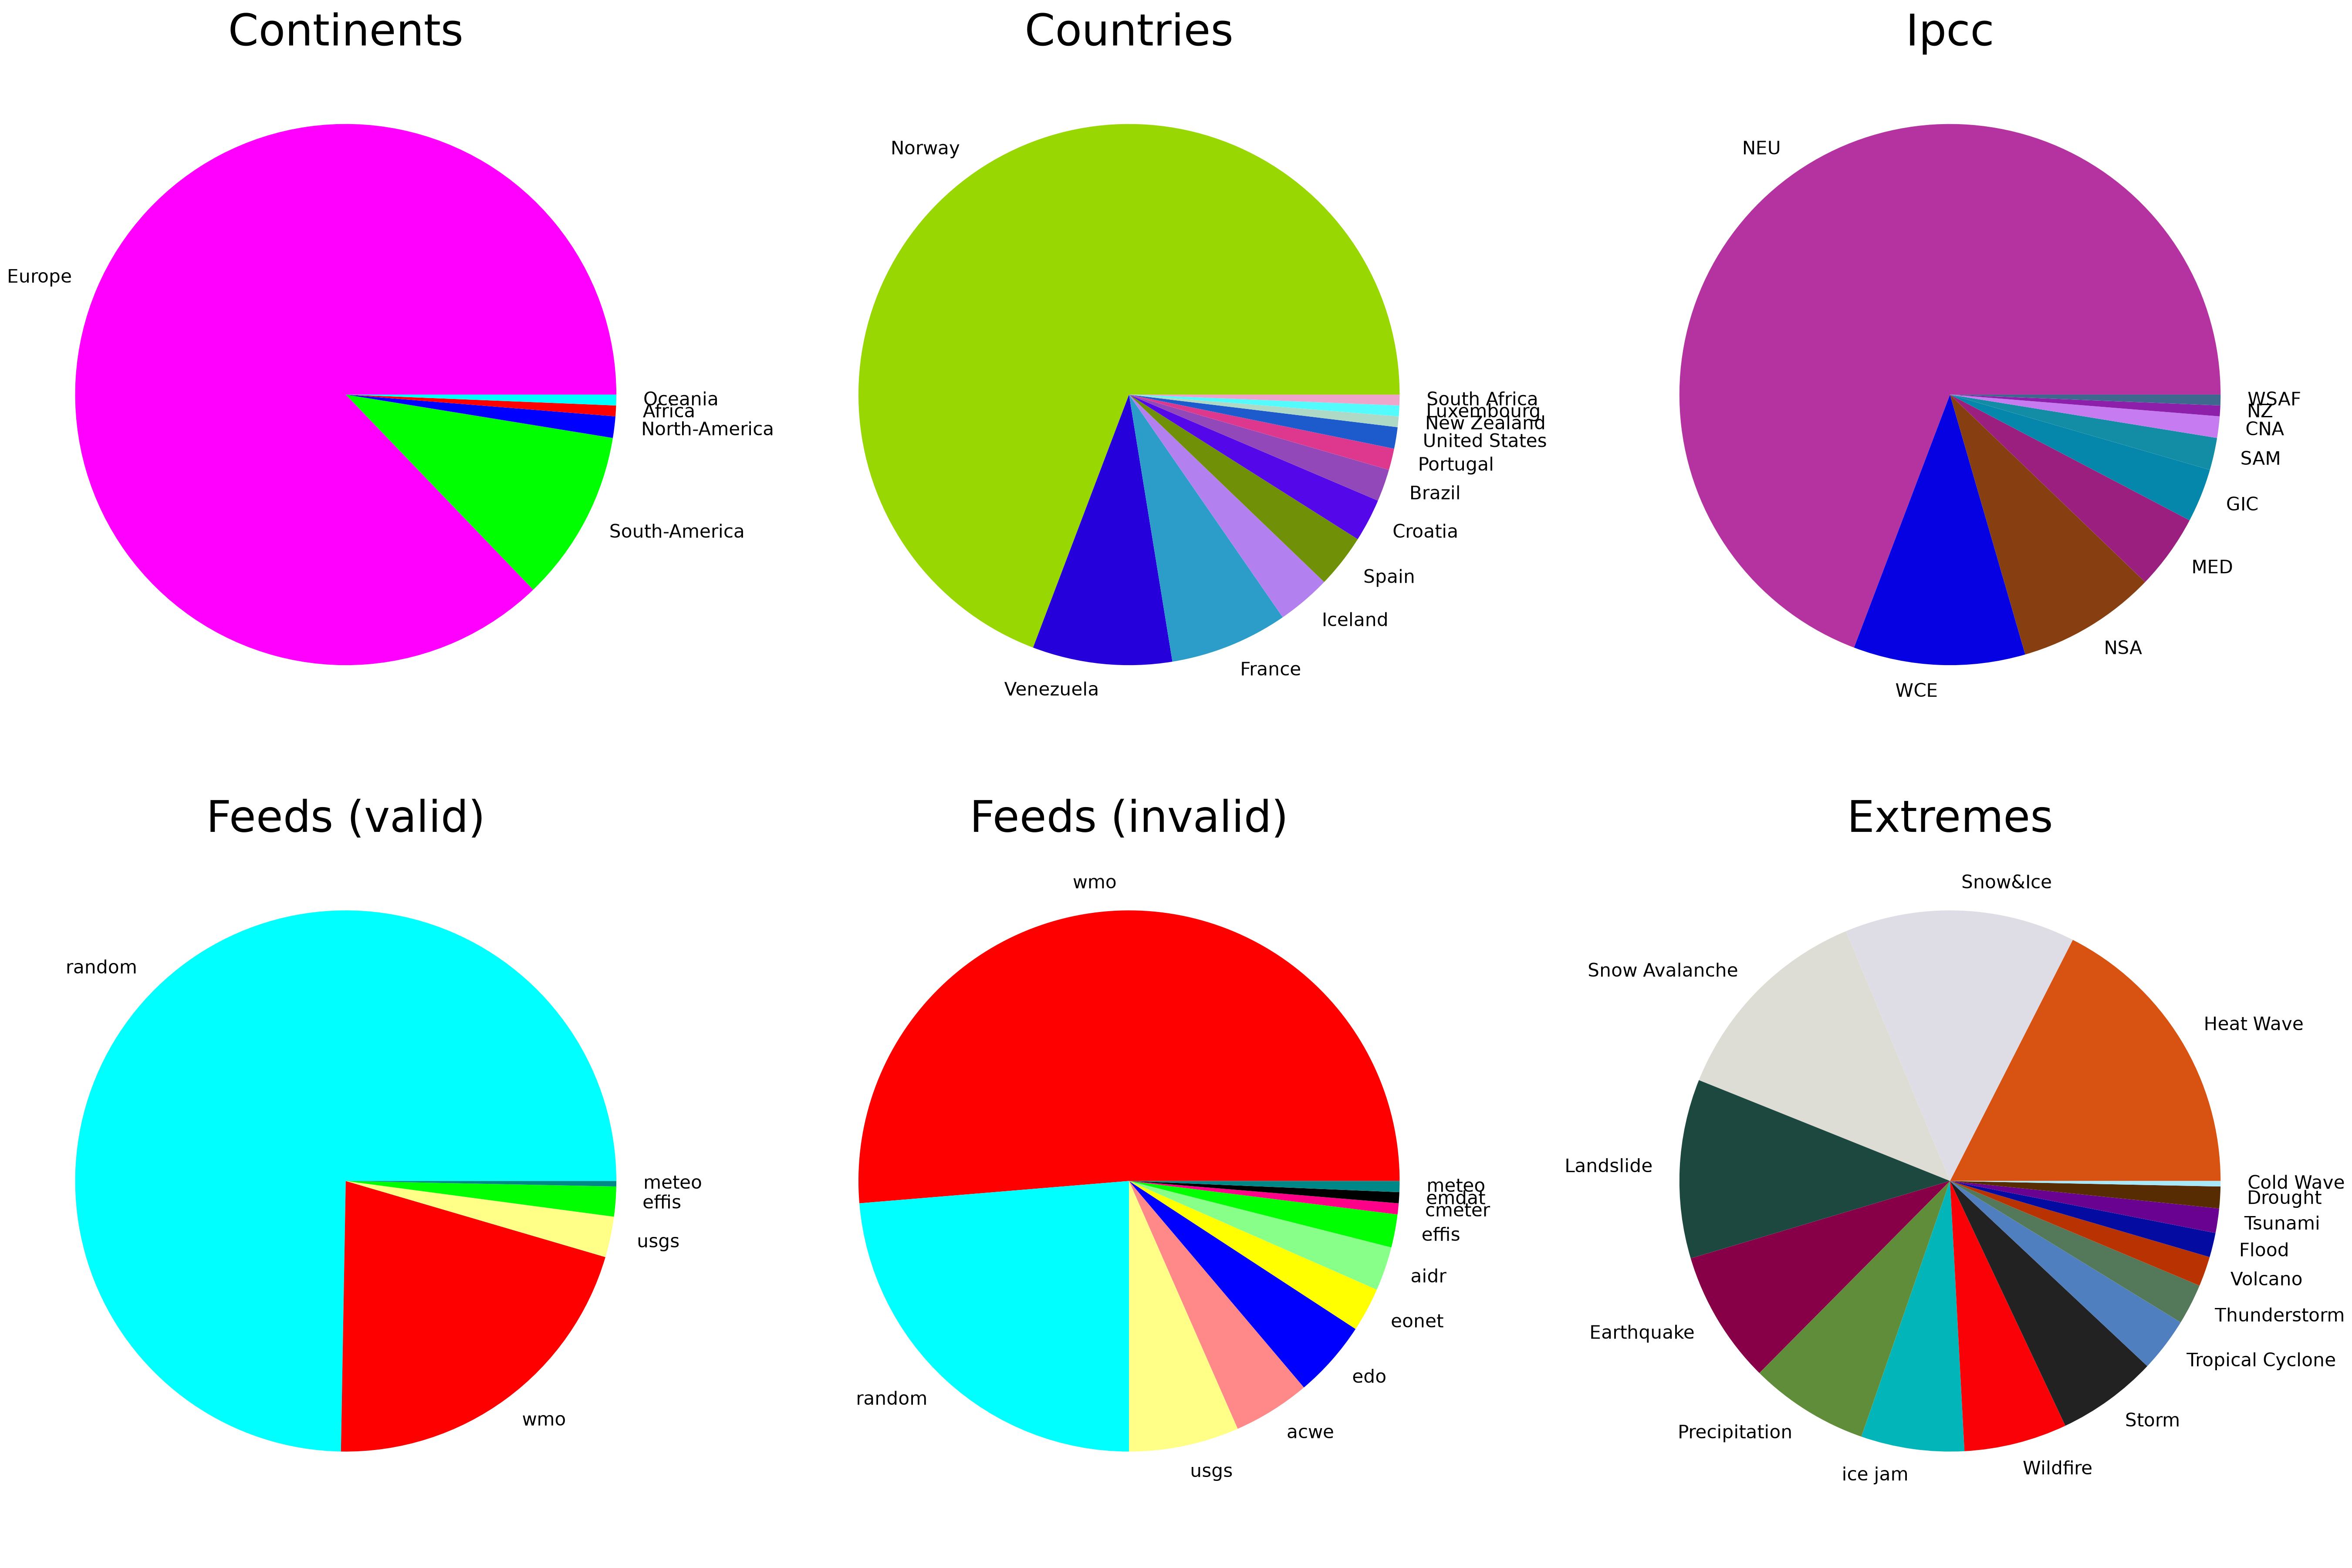 Continents
Europe
Oceania
Africa
North-America
South-America
Countries
Norway
South Africa
Luxembourg
New Zealand
United States
Portugal
Brazil
Croatia
Spain
Iceland
France
Venezuela
Ipcc
NEU
WSAF
NZ
CNA
SAM
GIC
MED
NSA
WCE
Feeds (valid)
random
meteo
effis
usgs
wmo
Feeds (invalid)
wmo
meteo
emdat
cmeter
effis
aidr
eonet
edo
acwe
usgs
random
Extremes
Snow&Ice
Snow Avalanche
Heat Wave
Landslide
Cold Wave
Drought
Tsunami
Flood
Volcano
Thunderstorm
Tropical Cyclone
Earthquake
Storm
Precipitation
Wildfire
ice jam